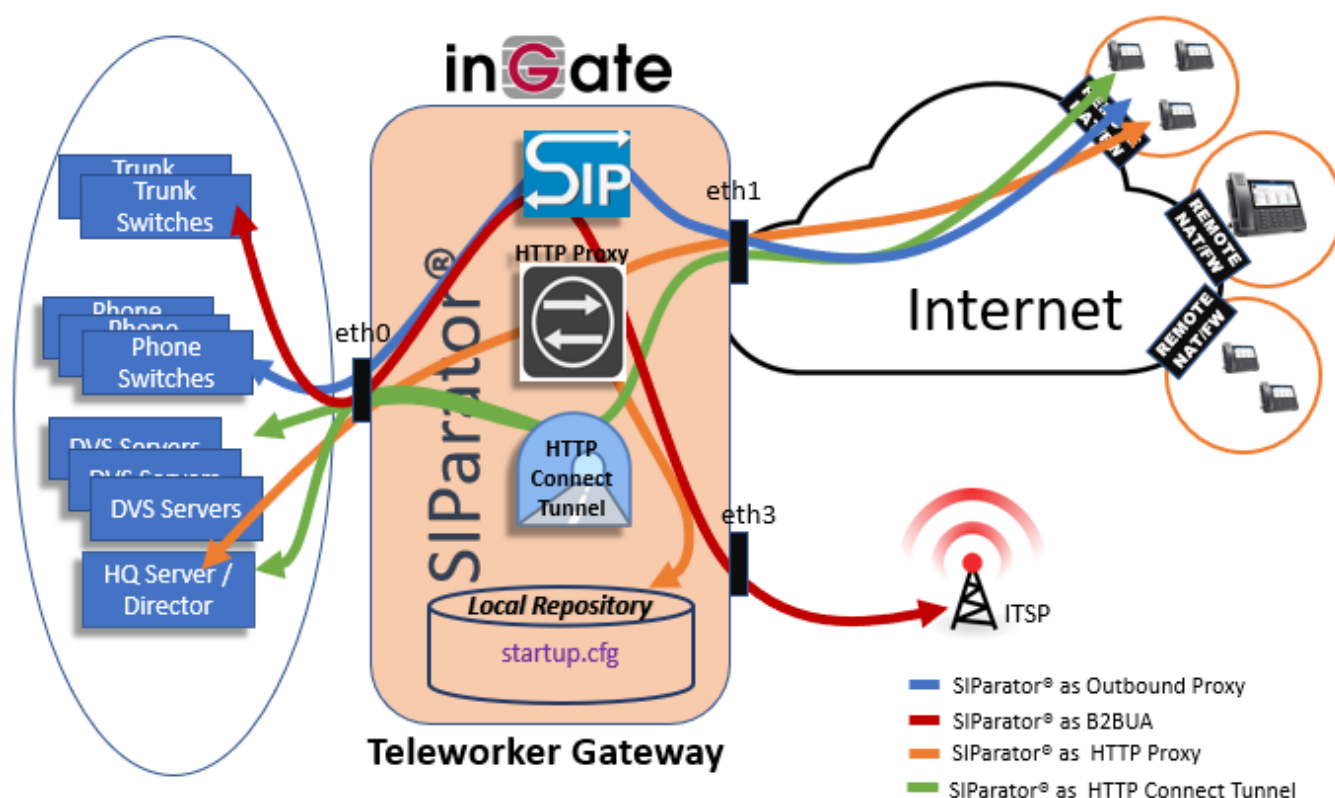 inGate
Trunk
Trunk
Switches
Phone
Phone
Phone
Switches
DVS Servers
DVS Servers
DVS Servers
HQ Server /
Director
eth0
SIParator®
SIP
HTTP Proxy
HTTP
Connect
Tunnel
Local Repository
startup.cfg
Teleworker Gateway
eth1
eth3
Internet
REMOTE
NAT/FW
REMOTE
NAT/FW
ITSP
SIParator® as Outbound Proxy
SIParator® as B2BUA
SIParator® as HTTP Proxy
SIParator® as HTTP Connect Tunnel